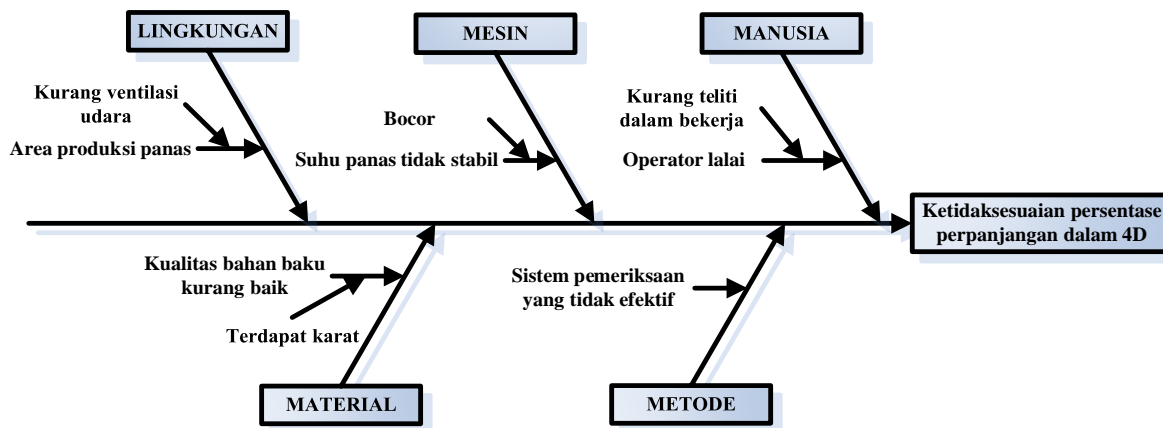 LINGKUNGAN
MESIN
MANUSIA
Kurang ventilasi
udara
Area produksi panas
Bocor
Suhu panas tidak stabil
Kurang teliti
dalam bekerja
Operator lalai
Ketidaksesuaian persentase
perpanjangan dalam 4D
Kualitas bahan baku
kurang baik
Terdapat karat
Sistem pemeriksaan
yang tidak efektif
MATERIAL
METODE